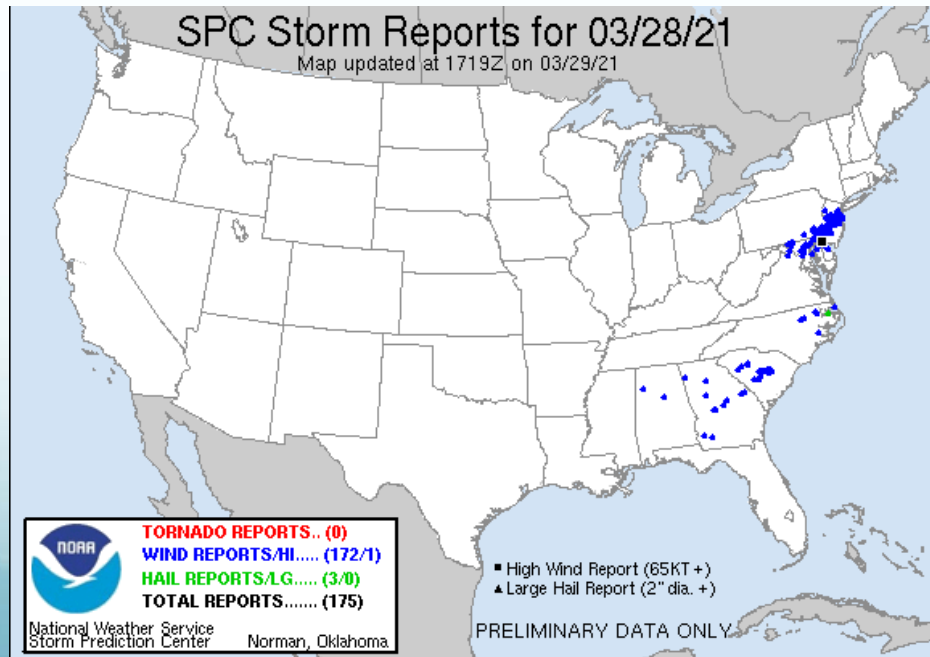 SPC Storm Reports for 03/28/21
Map updated at 1719Z on 03/29/21
NOAA
TORNADO REPORTS.. (0)
WIND REPORTS/HI..... (172/1)
HAIL REPORTS/LG..... (3/0)
TOTAL REPORTS....... (175)
National Weather Service
Storm Prediction Center Norman, Oklahoma
High Wind Report (65KT +)
Large Hail Report (2" dia. +)
PRELIMINARY DATA ONLY